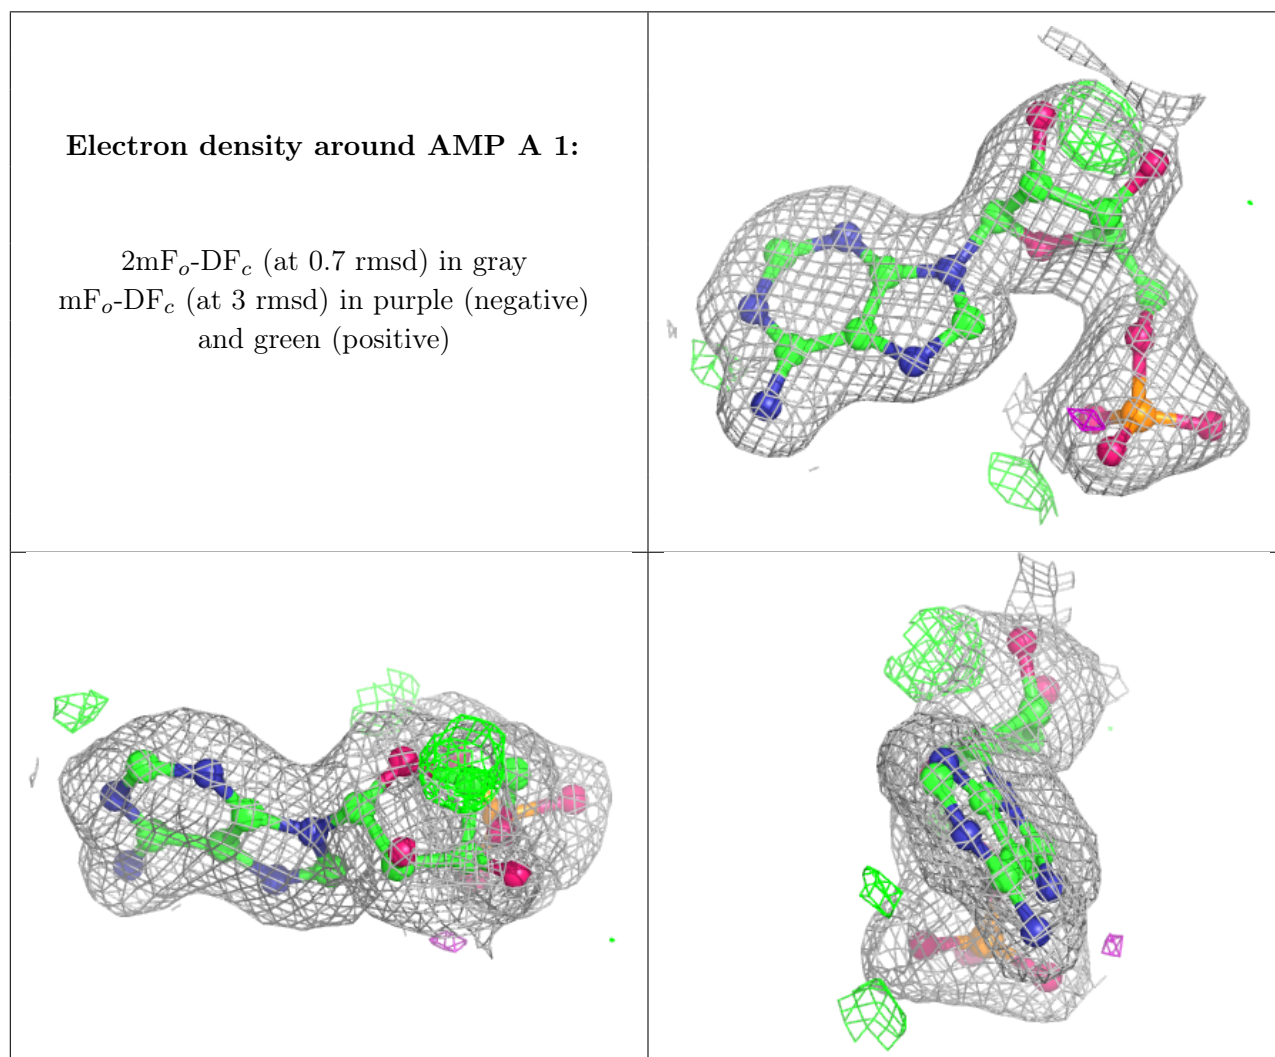 Electron density around AMP A 1:
2mFo-DFc (at 0.7 rmsd) in gray
mFo-DFc (at 3 rmsd) in purple (negative)
and green (positive)